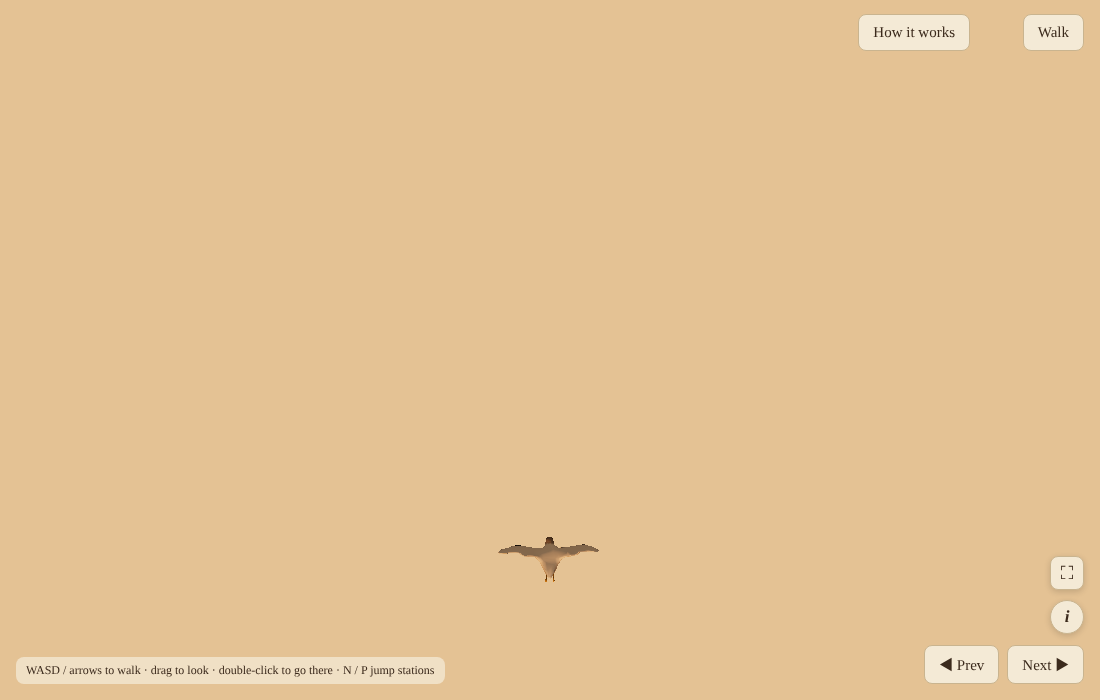 How it works
Walk
i
◀ Prev
Next ▶
WASD / arrows to walk · drag to look · double-click to go there · N / P jump stations